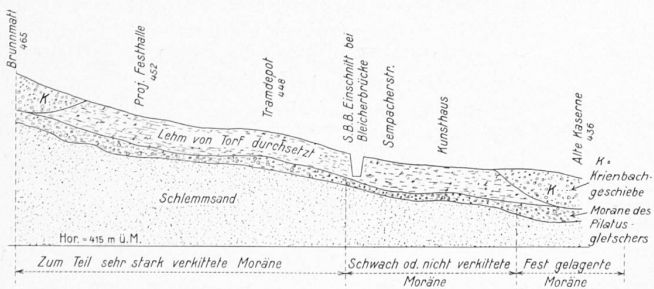 Brunnmatt
465
Proj. Festhalle
452
Tramdepot
448
S.B.B. Einschnitt bei
Bleicherbrücke
Sempacherstr.
Kunsthaus
Alte Kaserne
436
K
Lehm von Torf durchsetzt
K
K =
Krienbach-
geschiebe
Schlemmsand
Moräne des
Pilatus-
gletschers
Hor. = 415 m ü.M.
Zum Teil sehr stark verkittete Moräne
Schwach od. nicht verkittete
Moräne
Fest gelagerte
Moräne